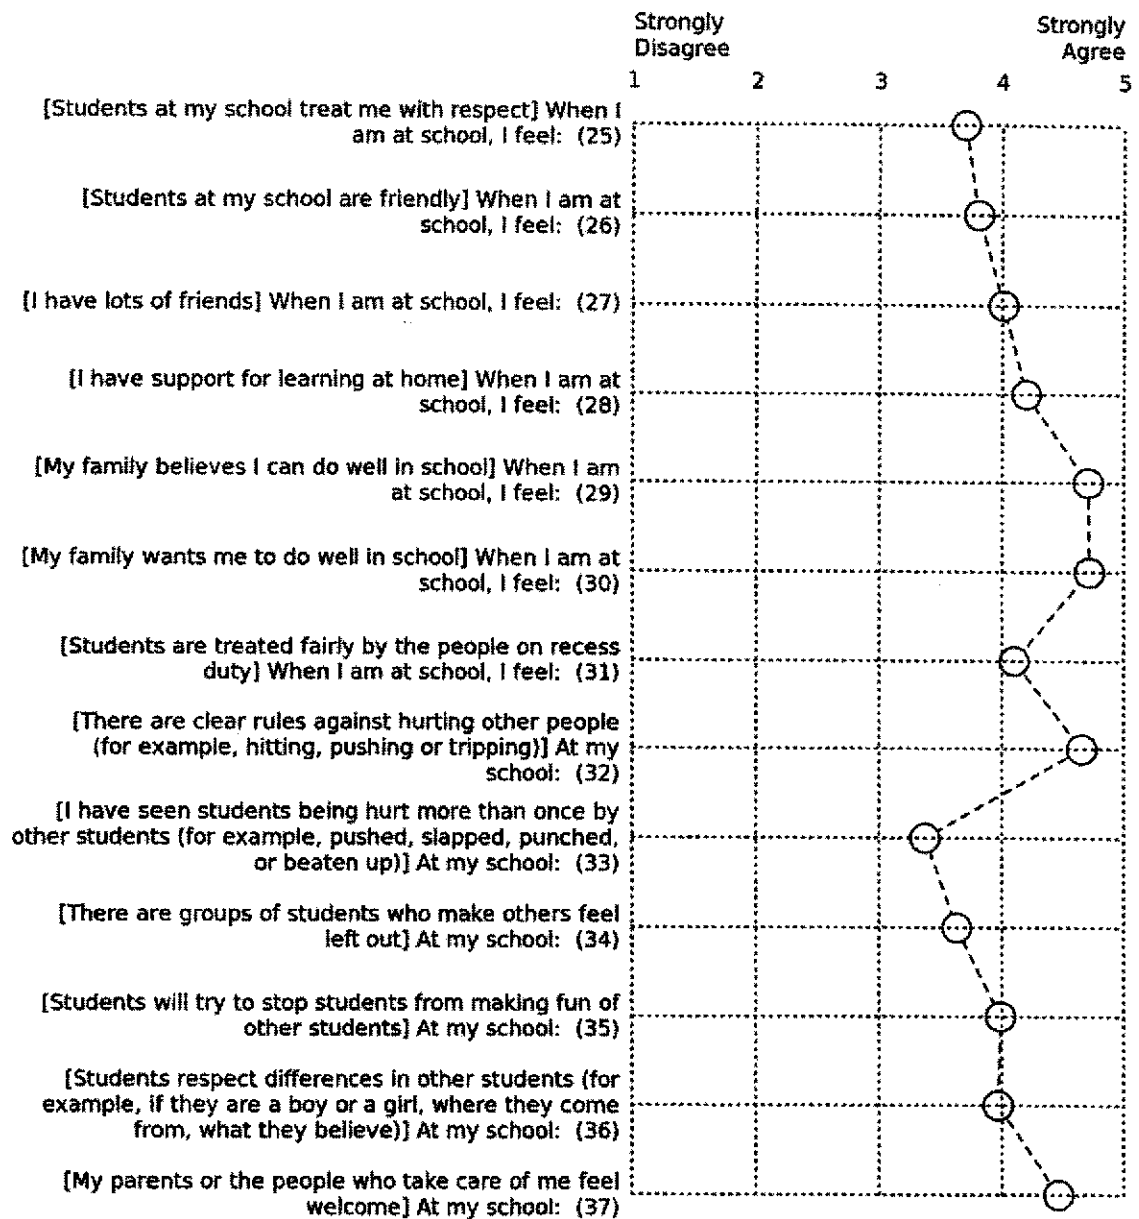 Strongly
Disagree
Strongly
Agree
1 2 3 4 5
[Students at my school treat me with respect] When I
am at school, I feel: (25)
[Students at my school are friendly] When I am at
school, I feel: (26)
[I have lots of friends] When I am at school, I feel: (27)
[I have support for learning at home] When I am at
school, I feel: (28)
[My family believes I can do well in school] When I am
at school, I feel: (29)
[My family wants me to do well in school] When I am at
school, I feel: (30)
[Students are treated fairly by the people on recess
duty] When I am at school, I feel: (31)
[There are clear rules against hurting other people
(for example, hitting, pushing or tripping)] At my
school: (32)
[I have seen students being hurt more than once by
other students (for example, pushed, slapped, punched,
or beaten up)] At my school: (33)
[There are groups of students who make others feel
left out] At my school: (34)
[Students will try to stop students from making fun of
other students] At my school: (35)
[Students respect differences in other students (for
example, if they are a boy or a girl, where they come
from, what they believe)] At my school: (36)
[My parents or the people who take care of me feel
welcome] At my school: (37)